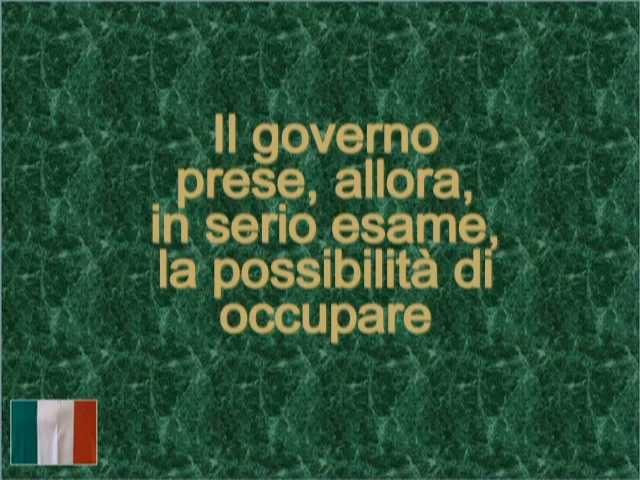 Il governo
prese, allora,
in serio esame,
la possibilità di
occupare